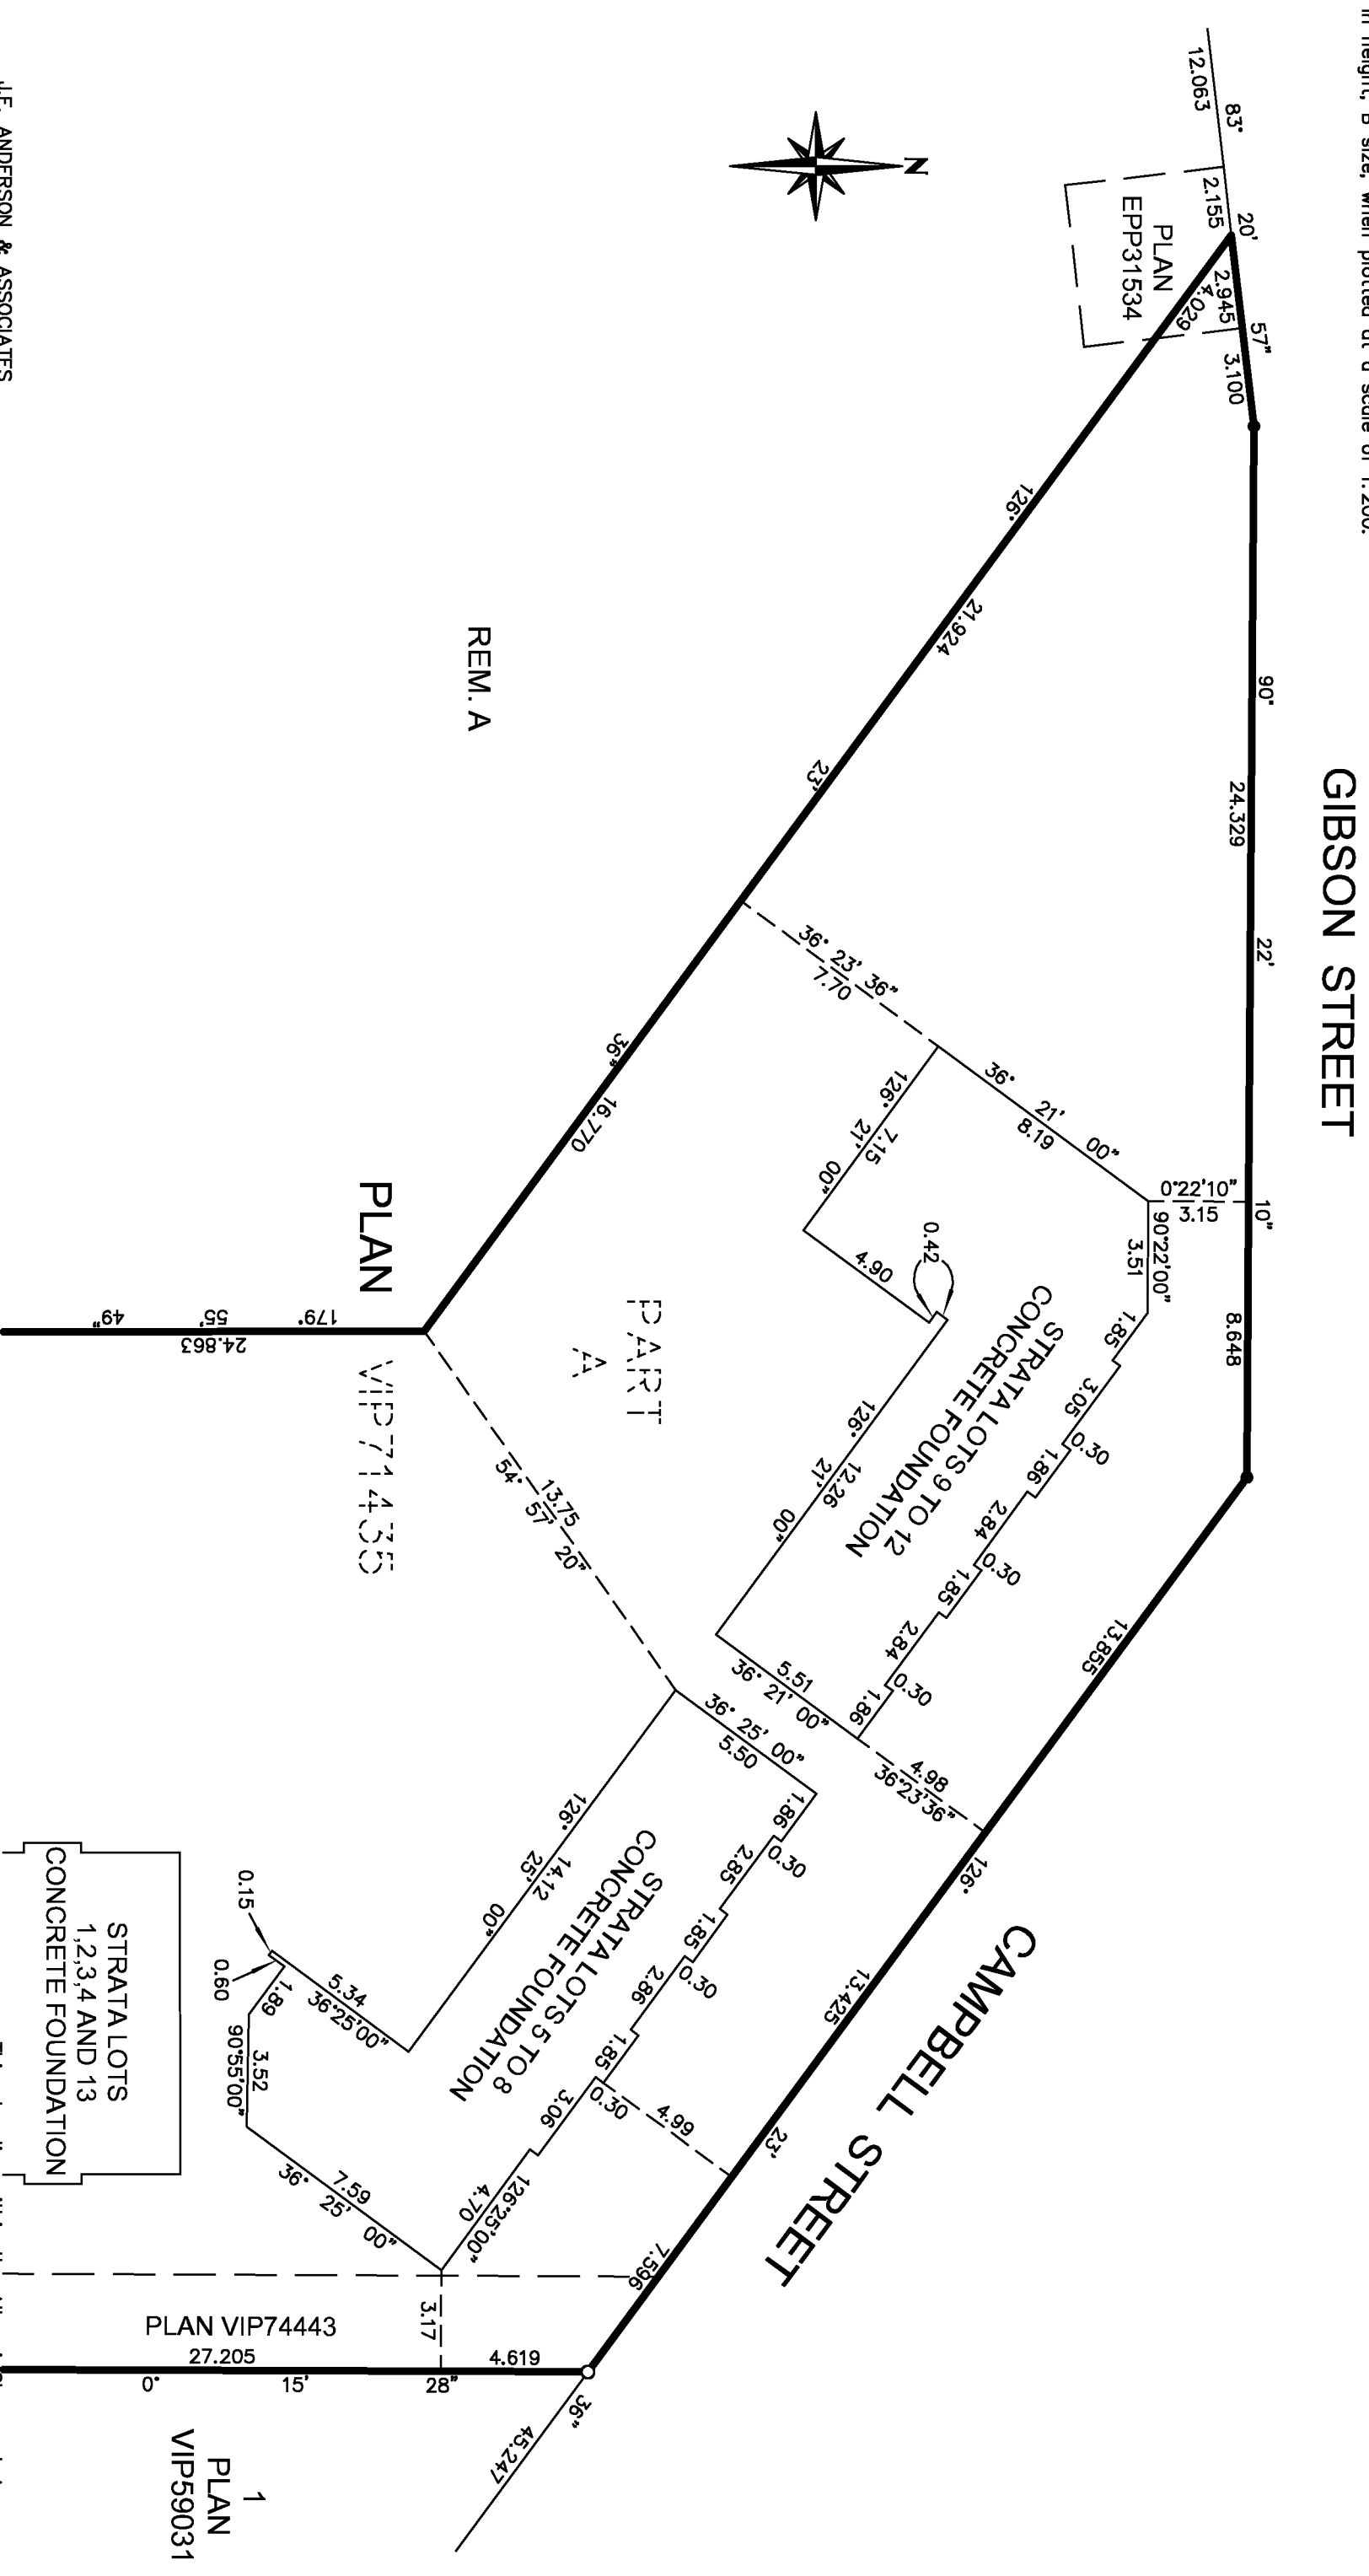 GIBSON STREET
83°
20'
57"
90°
22'
10"
12.063
2.155
2.945
4.029
3.100
24.329
8.648
PLAN
EPP31534
N
126°
21.924
23'
36"
16.770
REM. A
36° 23' 36"
7.70
36° 21' 00"
8.19
0°22'10"
3.15
90°22'00"
3.51
126° 21' 00"
7.15
4.90
0.42
1.85
3.05
0.30
1.86
2.84
0.30
1.85
2.84
0.30
1.86
STRATA LOTS 9 TO 12
CONCRETE FOUNDATION
126° 21' 00"
12.26
5.51
36° 21' 00"
4.98
36°23'36"
13.855
126°
13.425
23'
7.596
36"
45.247
CAMPBELL STREET
PART
A
PLAN VIP71435
179° 55' 49"
24.863
13.75
54° 57' 20"
36° 25' 00"
5.50
1.86
0.30
2.85
1.85
0.30
2.86
1.85
0.30
3.06
4.99
4.70
126°25'00"
STRATA LOTS 5 TO 8
CONCRETE FOUNDATION
126° 25' 00"
14.12
5.34
36°25'00"
0.15
0.60
1.89
3.52
90°55'00"
7.59
36° 25' 00"
3.17
STRATA LOTS
1,2,3,4 AND 13
CONCRETE FOUNDATION
PLAN VIP74443
27.205
4.619
0° 15' 28"
1
PLAN
VIP59031
J.E. ANDERSON & ASSOCIATES